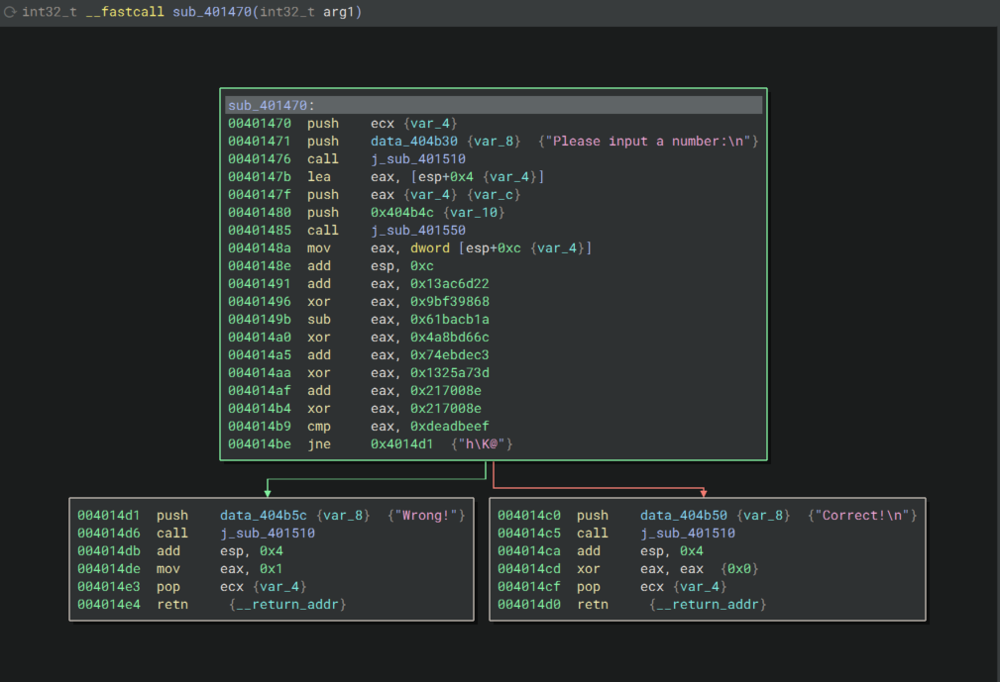 int32_t __fastcall sub_401470(int32_t arg1)
sub_401470:
00401470 push ecx {var_4}
00401471 push data_404b30 {var_8} {"Please input a number:\n"}
00401476 call j_sub_401510
0040147b lea eax, [esp+0x4 {var_4}]
0040147f push eax {var_4} {var_c}
00401480 push 0x404b4c {var_10}
00401485 call j_sub_401550
0040148a mov eax, dword [esp+0xc {var_4}]
0040148e add esp, 0xc
00401491 add eax, 0x13ac6d22
00401496 xor eax, 0x9bf39868
0040149b sub eax, 0x61bacb1a
004014a0 xor eax, 0x4a8bd66c
004014a5 add eax, 0x74ebdec3
004014aa xor eax, 0x1325a73d
004014af add eax, 0x217008e
004014b4 xor eax, 0x217008e
004014b9 cmp eax, 0xdeadbeef
004014be jne 0x4014d1 {"h\K@"}
004014d1 push data_404b5c {var_8} {"Wrong!"}
004014d6 call j_sub_401510
004014db add esp, 0x4
004014de mov eax, 0x1
004014e3 pop ecx {var_4}
004014e4 retn {__return_addr}
004014c0 push data_404b50 {var_8} {"Correct!\n"}
004014c5 call j_sub_401510
004014ca add esp, 0x4
004014cd xor eax, eax {0x0}
004014cf pop ecx {var_4}
004014d0 retn {__return_addr}